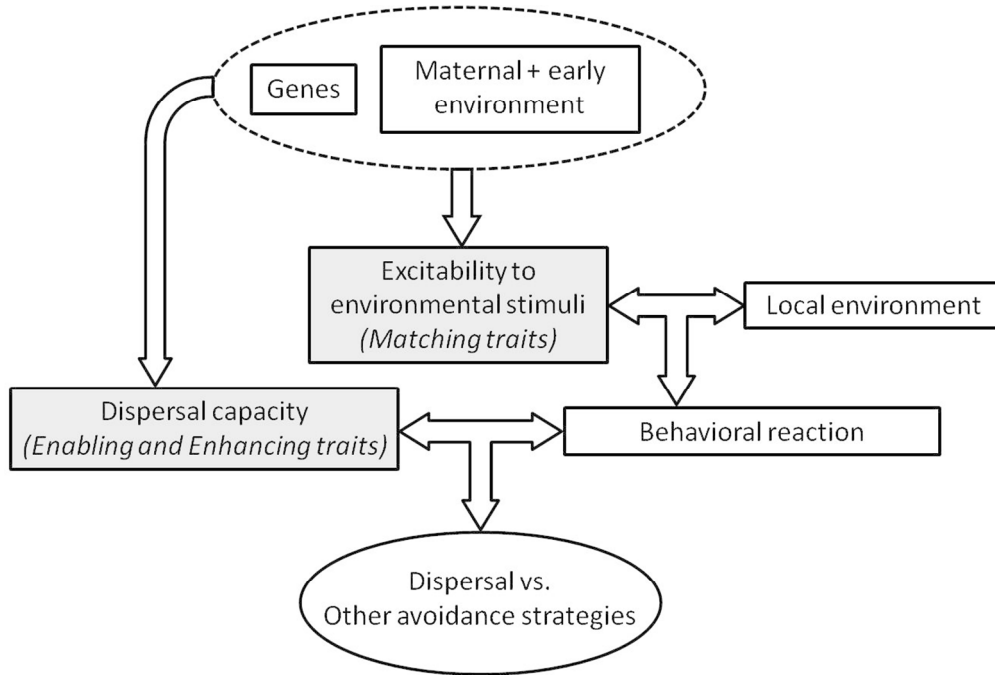 Genes
Maternal + early
environment
Excitability to
environmental stimuli
(Matching traits)
Local environment
Dispersal capacity
(Enabling and Enhancing traits)
Behavioral reaction
Dispersal vs.
Other avoidance strategies